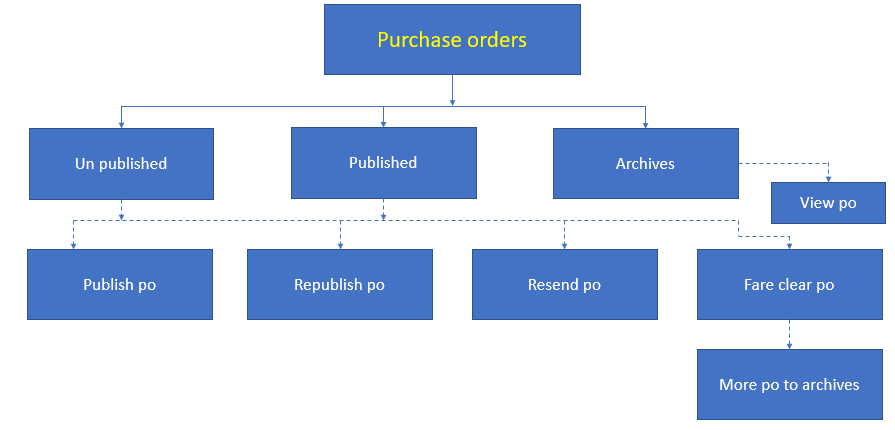 Purchase orders
Un published
Published
Archives
View po
Publish po
Republish po
Resend po
Fare clear po
More po to archives